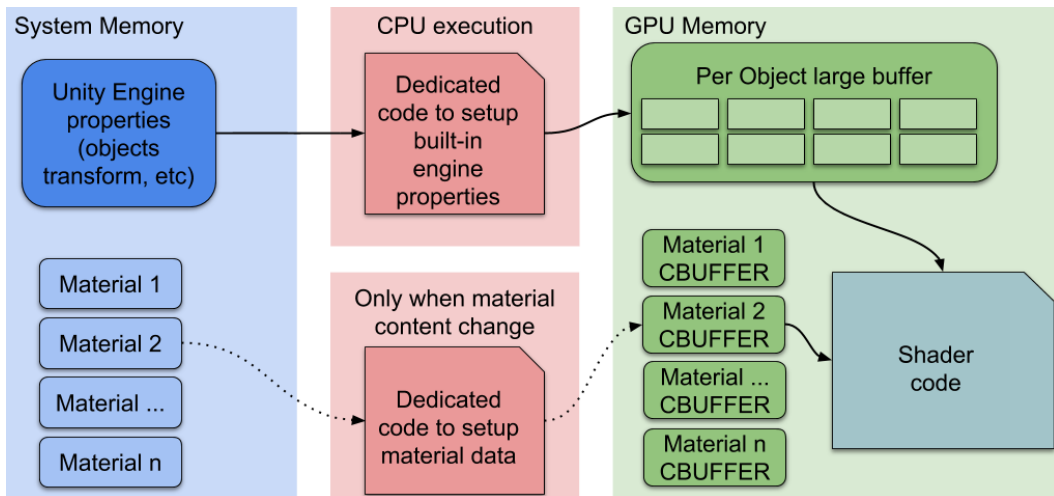 System Memory
Unity Engine
properties
(objects
transform, etc)
Material 1
Material 2
Material ...
Material n
CPU execution
Dedicated
code to setup
built-in
engine
properties
Only when material
content change
Dedicated
code to setup
material data
GPU Memory
Per Object large buffer
Material 1
CBUFFER
Material 2
CBUFFER
Material ...
CBUFFER
Material n
CBUFFER
Shader
code